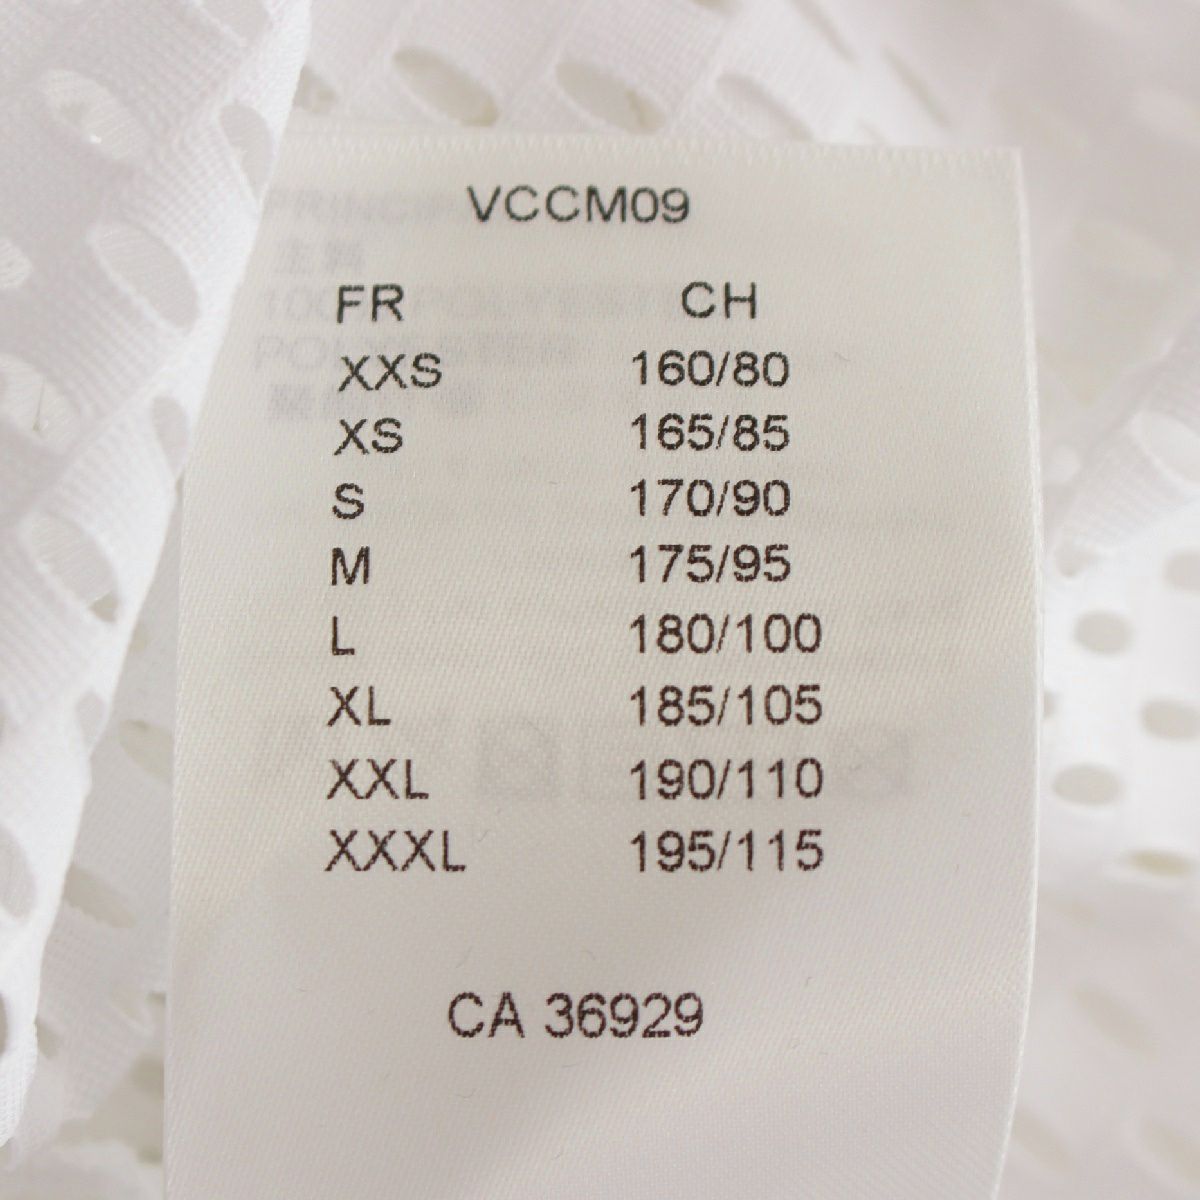 VCCM09
FR CH
XXS 160/80
XS 165/85
S 170/90
M 175/95
L 180/100
XL 185/105
XXL 190/110
XXXL 195/115
CA 36929